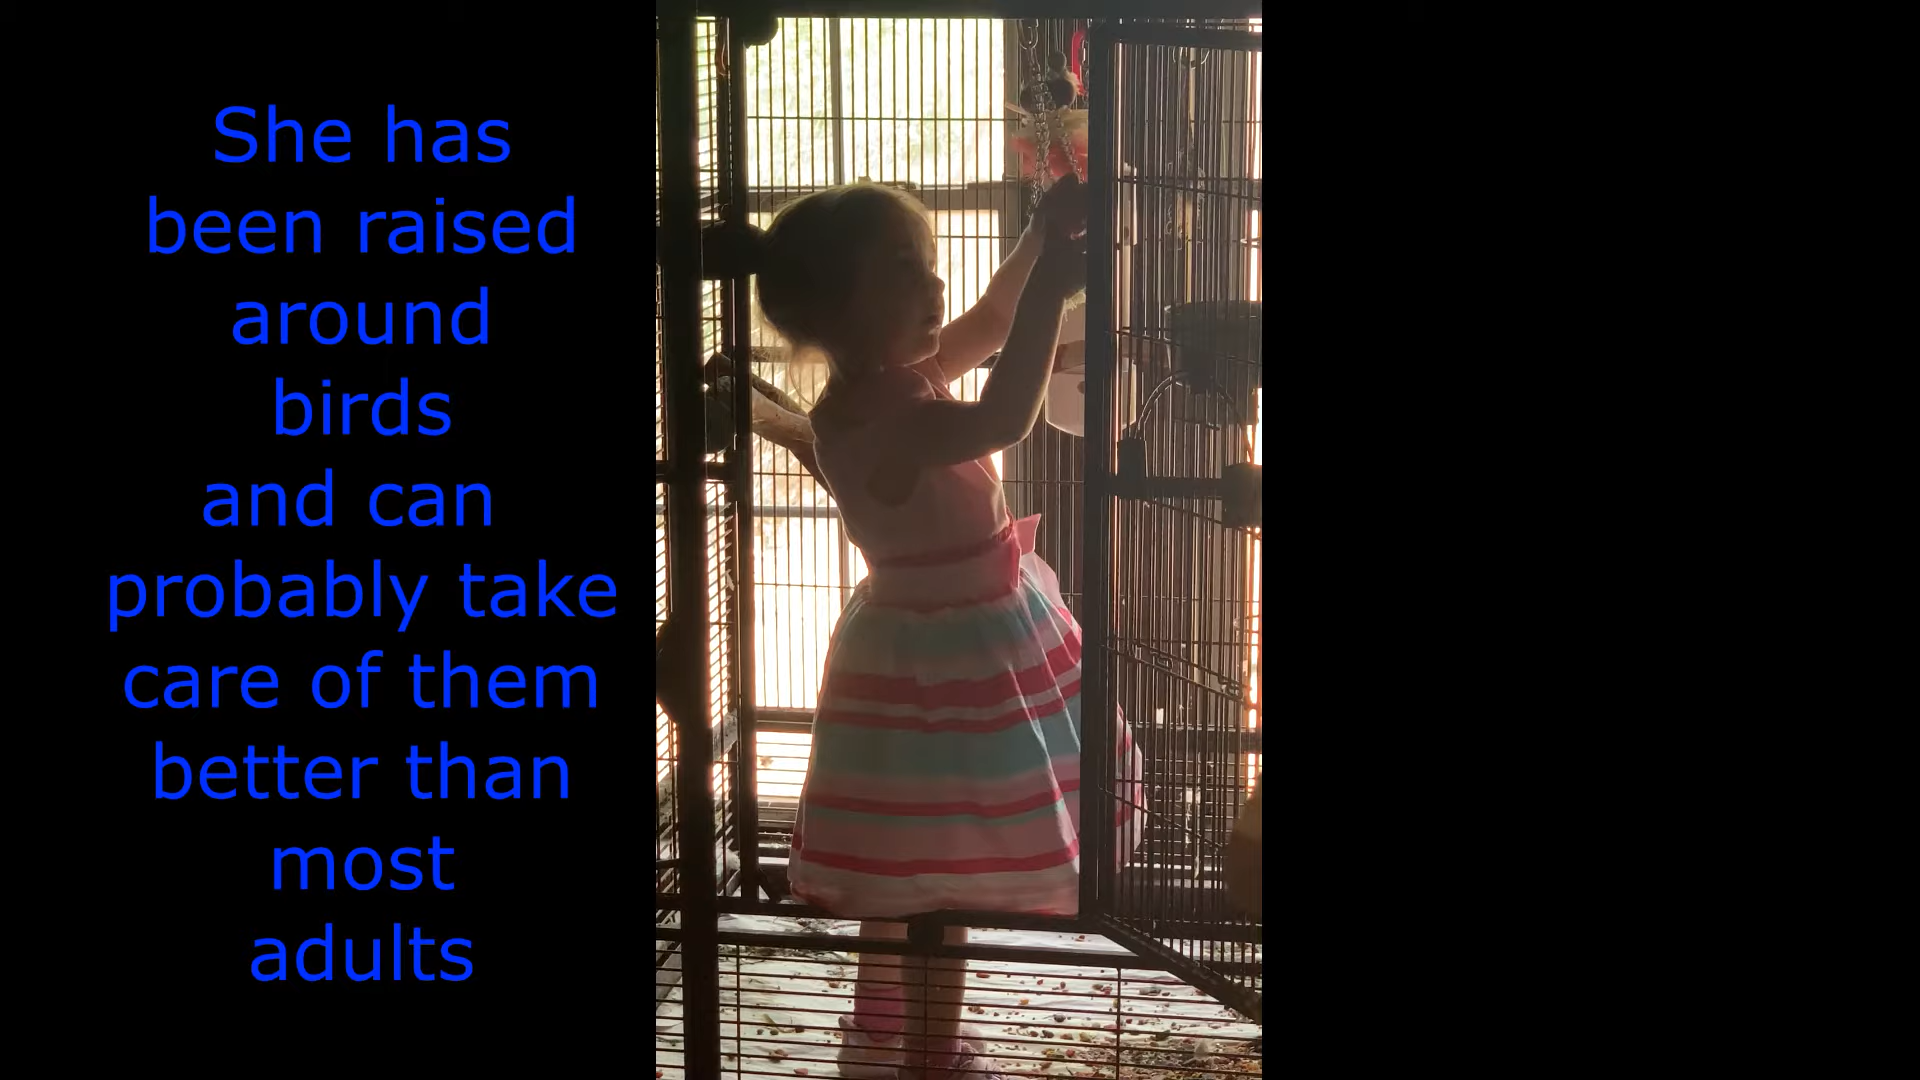 She has
been raised
around
birds
and can
probably take
care of them
better than
most
adults